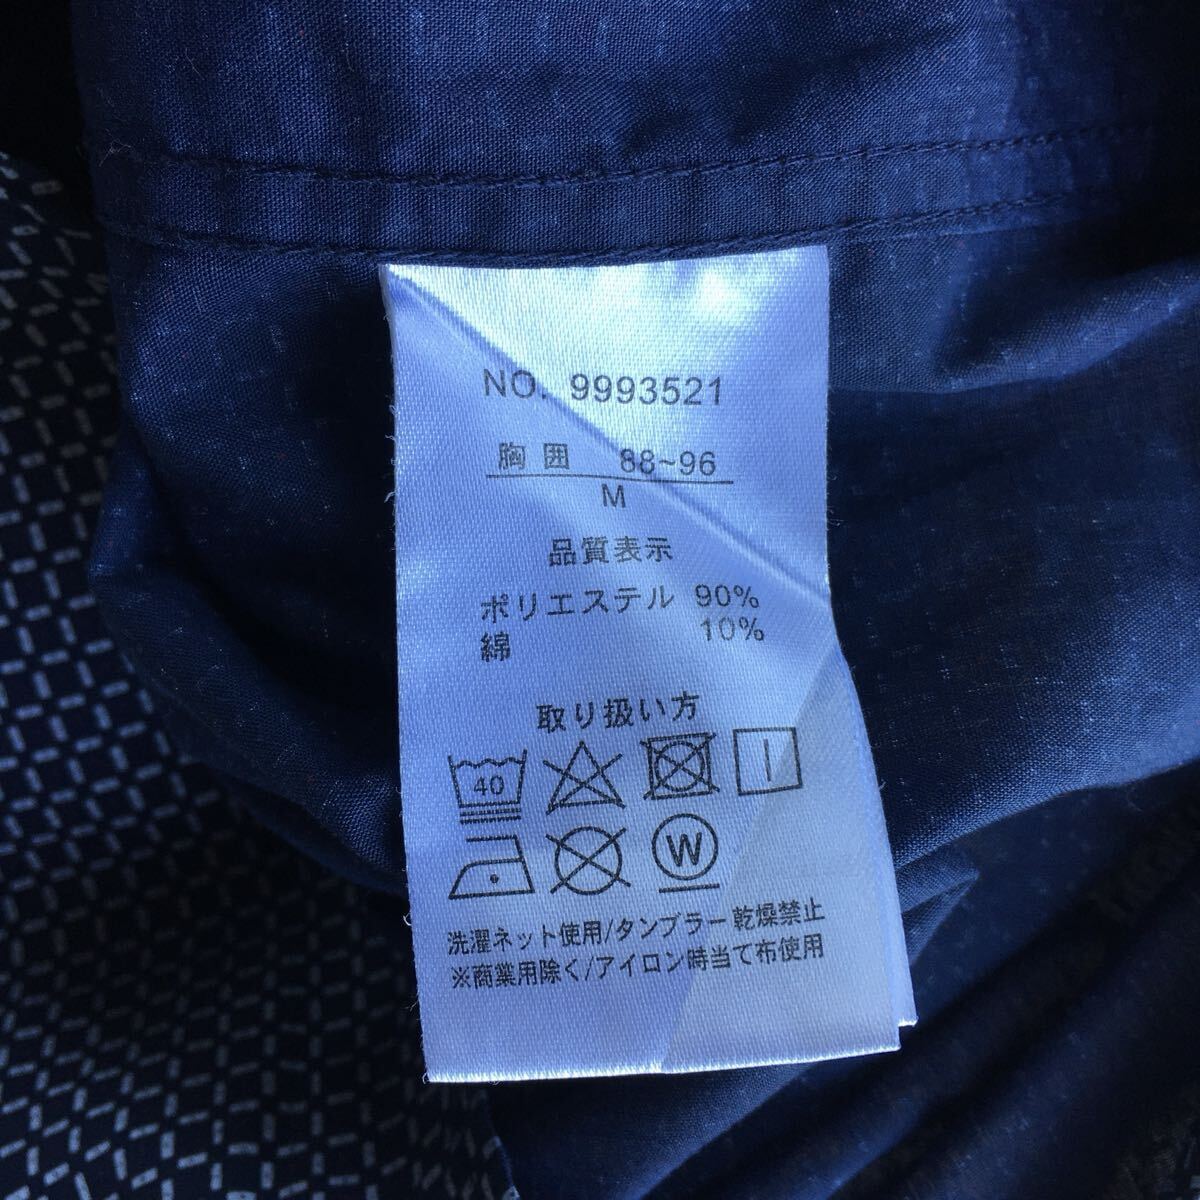 NO. 9993521
胸囲 88~96
M
品質表示
ポリエステル 90%
綿 10%
取り扱い方
40
W
洗濯ネット使用/タンブラー乾燥禁止
※商業用除く/アイロン時当て布使用